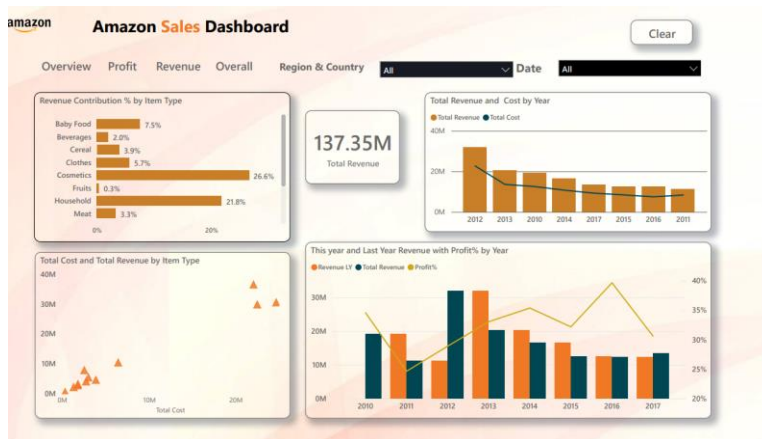 amazon
Amazon Sales Dashboard
Clear
Overview Profit Revenue Overall Region & Country All Date All
Revenue Contribution % by Item Type
Baby Food 7.5%
Beverages 2.0%
Cereal 3.9%
Clothes 5.7%
Cosmetics 26.6%
Fruits 0.3%
Household 21.8%
Meat 3.3%
0% 20%
137.35M
Total Revenue
Total Revenue and Cost by Year
Total Revenue Total Cost
40M
20M
0M
2012 2013 2010 2014 2017 2015 2016 2011
Total Cost and Total Revenue by Item Type
40M
30M
20M
10M
0M
0M 10M 20M
Total Cost
This year and Last Year Revenue with Profit% by Year
Revenue LY Total Revenue Profit%
30M
20M
10M
0M
40%
35%
30%
25%
20%
2010 2011 2012 2013 2014 2015 2016 2017